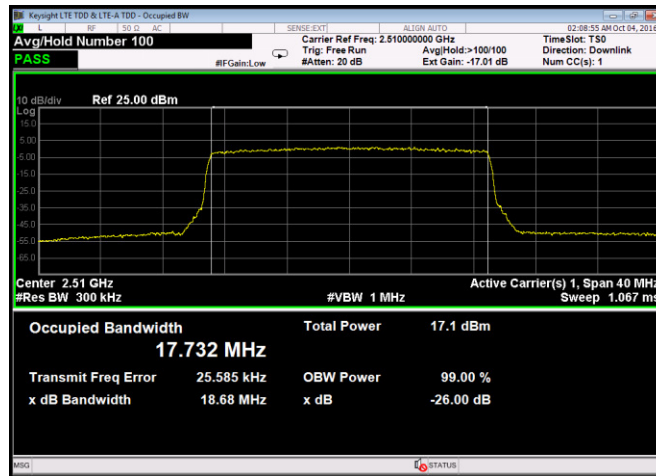 Keysight LTE TDD & LTE-A TDD - Occupied BW
L RF 50 Ω AC SENSE:EXT ALIGN AUTO 02:08:55 AM Oct 04, 2016
Avg/Hold Number 100 Carrier Ref Freq: 2.510000000 GHz TimeSlot: TS0
Trig: Free Run Avg|Hold:>100/100 Direction: Downlink
PASS #IFGain:Low #Atten: 20 dB Ext Gain: -17.01 dB Num CC(s): 1
10 dB/div Ref 25.00 dBm
Log
15.0
5.00
-5.00
-15.0
-25.0
-35.0
-45.0
-55.0
-65.0
Center 2.51 GHz Active Carrier(s) 1, Span 40 MHz
#Res BW 300 kHz #VBW 1 MHz Sweep 1.067 ms
Occupied Bandwidth Total Power 17.1 dBm
17.732 MHz
Transmit Freq Error 25.585 kHz OBW Power 99.00 %
x dB Bandwidth 18.68 MHz x dB -26.00 dB
MSG STATUS